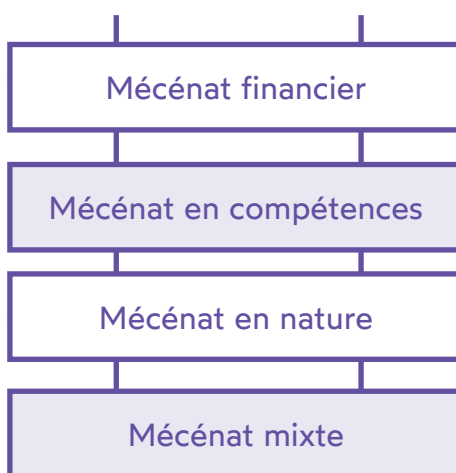 Mécénat financier
Mécénat en compétences
Mécénat en nature
Mécénat mixte